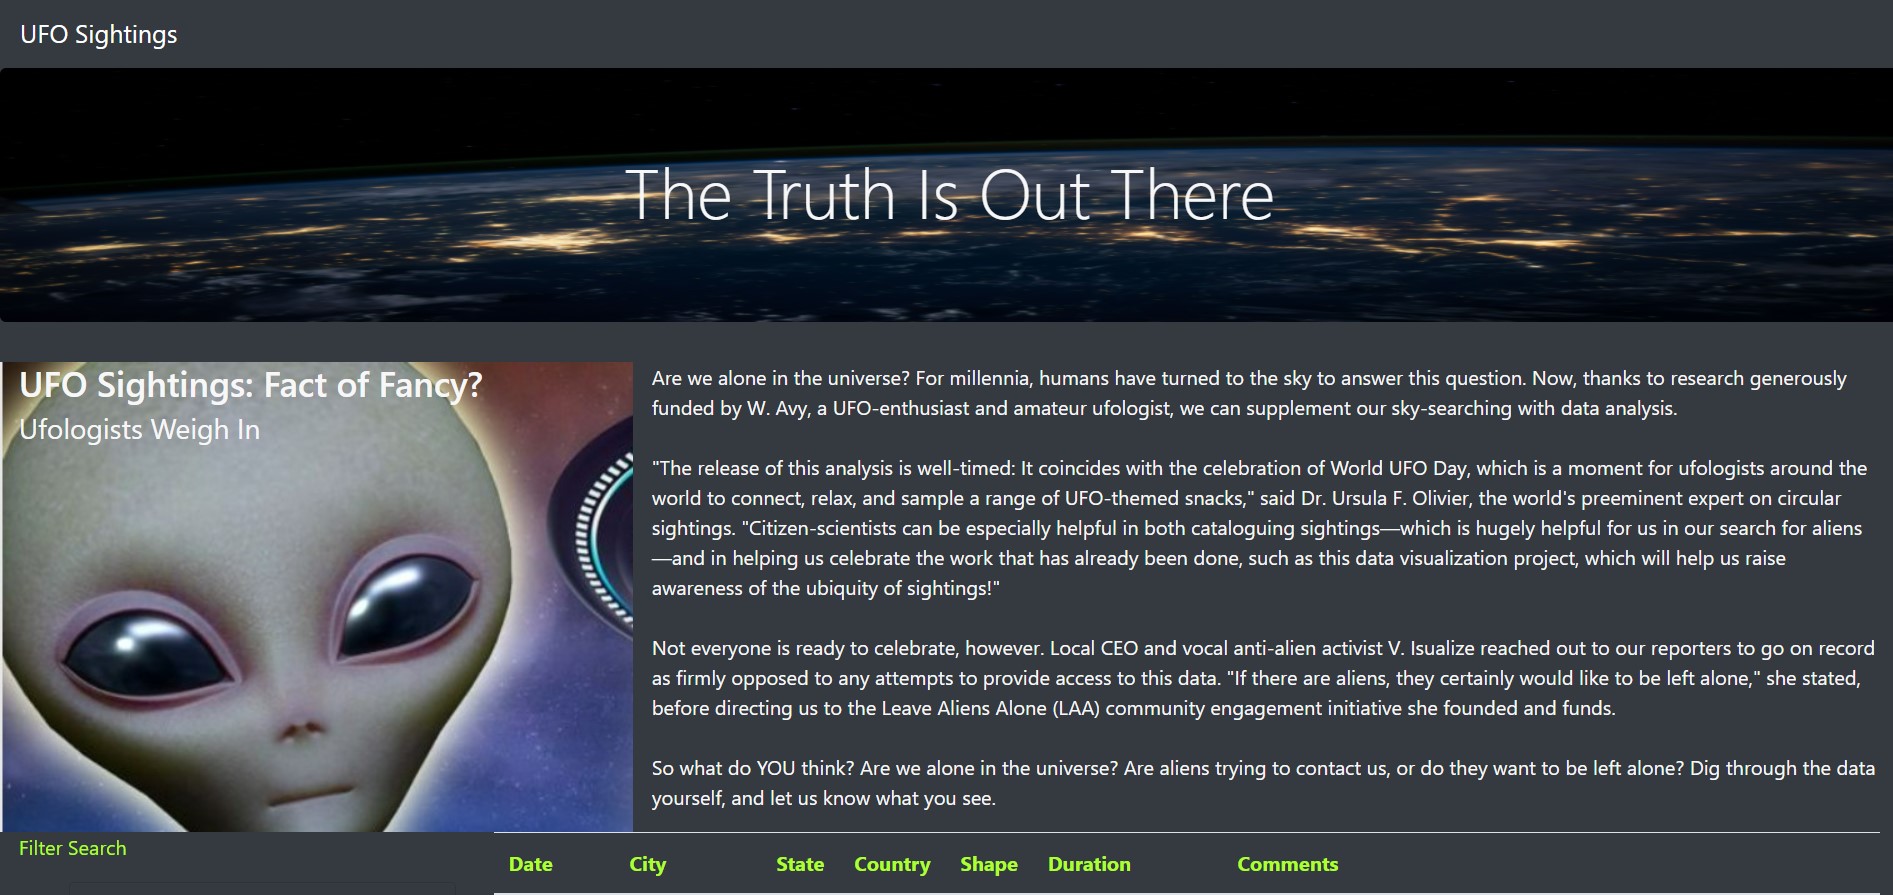 UFO Sightings
The Truth Is Out There
UFO Sightings: Fact of Fancy?
Ufologists Weigh In
Are we alone in the universe? For millennia, humans have turned to the sky to answer this question. Now, thanks to research generously
funded by W. Avy, a UFO-enthusiast and amateur ufologist, we can supplement our sky-searching with data analysis.
"The release of this analysis is well-timed: It coincides with the celebration of World UFO Day, which is a moment for ufologists around the
world to connect, relax, and sample a range of UFO-themed snacks," said Dr. Ursula F. Olivier, the world's preeminent expert on circular
sightings. "Citizen-scientists can be especially helpful in both cataloguing sightings—which is hugely helpful for us in our search for aliens
—and in helping us celebrate the work that has already been done, such as this data visualization project, which will help us raise
awareness of the ubiquity of sightings!"
Not everyone is ready to celebrate, however. Local CEO and vocal anti-alien activist V. Isualize reached out to our reporters to go on record
as firmly opposed to any attempts to provide access to this data. "If there are aliens, they certainly would like to be left alone," she stated,
before directing us to the Leave Aliens Alone (LAA) community engagement initiative she founded and funds.
So what do YOU think? Are we alone in the universe? Are aliens trying to contact us, or do they want to be left alone? Dig through the data
yourself, and let us know what you see.
Filter Search
Date City State Country Shape Duration Comments